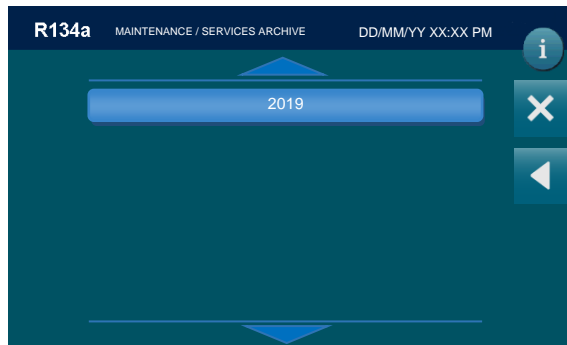 R134a MAINTENANCE / SERVICES ARCHIVE DD/MM/YY XX:XX PM
i
2019